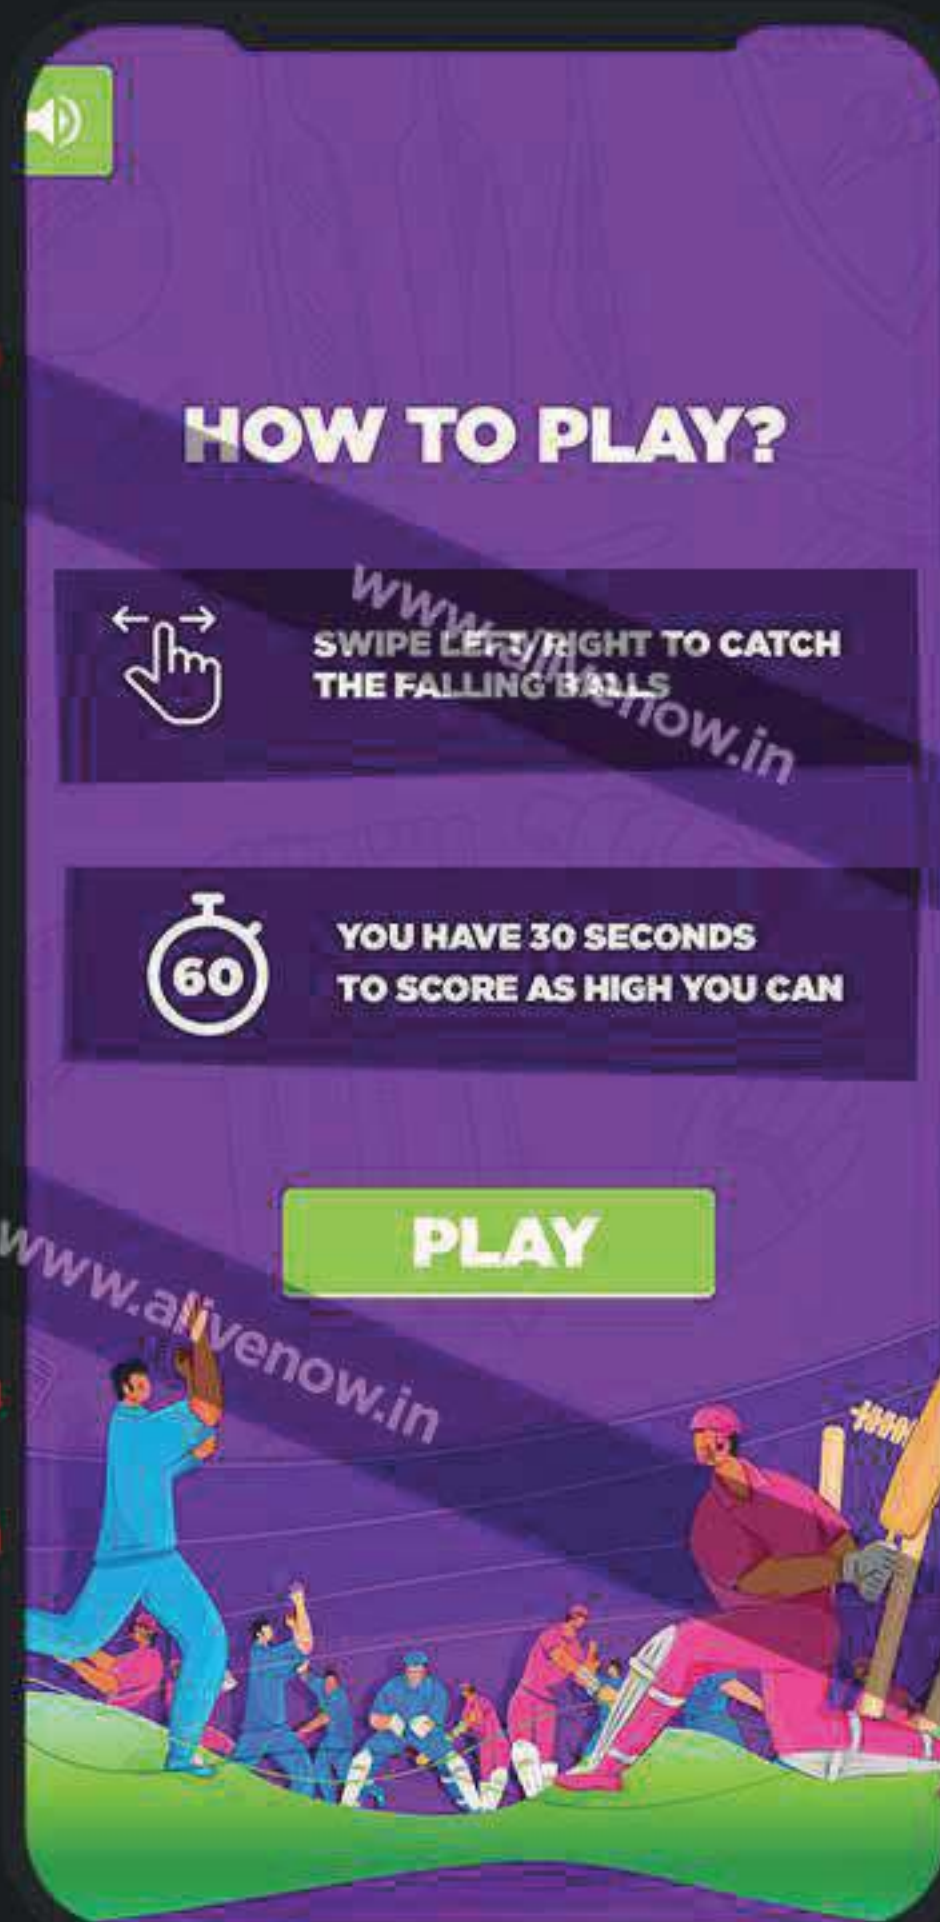 HOW TO PLAY?
www.alivenow.in
SWIPE LEFT/RIGHT TO CATCH
THE FALLING BALLS
60
YOU HAVE 30 SECONDS
TO SCORE AS HIGH YOU CAN
PLAY
www.alivenow.in